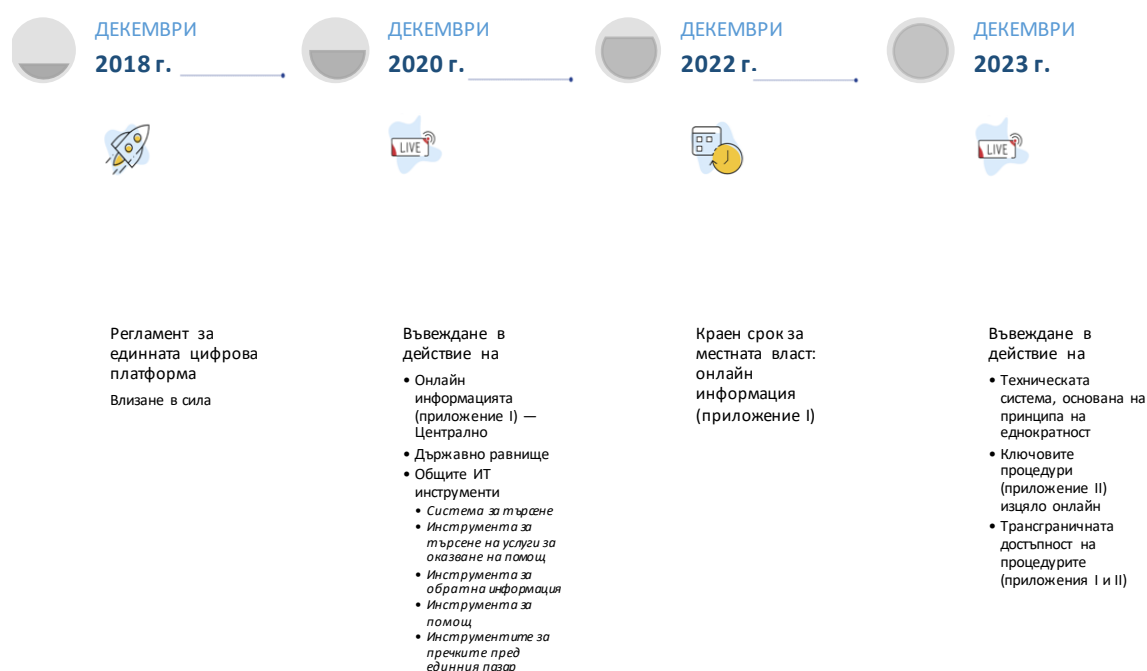 ДЕКЕМВРИ
2018 г.
Регламент за
единната цифрова
платформа
Влизане в сила
ДЕКЕМВРИ
2020 г.
LIVE
Въвеждане в
действие на
• Онлайн
информацията
(приложение I) —
Централно
• Държавно равнище
• Общите ИТ
инструменти
• Система за търсене
• Инструмента за
търсене на услуги за
оказване на помощ
• Инструмента за
обратна информация
• Инструмента за
помощ
• Инструментите за
пречките пред
единния пазар
ДЕКЕМВРИ
2022 г.
Краен срок за
местната власт:
онлайн
информация
(приложение I)
ДЕКЕМВРИ
2023 г.
LIVE
Въвеждане в
действие на
• Техническата
система, основана на
принципа на
еднократност
• Ключовите
процедури
(приложение II)
изцяло онлайн
• Трансграничната
достъпност на
процедурите
(приложения I и II)